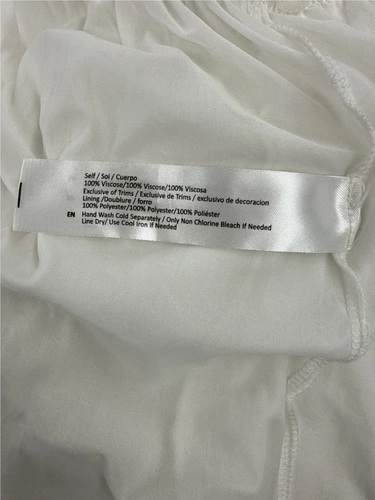 Self / Soi / Cuerpo
100% Viscose/100% Viscose/100% Viscosa
Exclusive of Trims / Exclusive de Trims / exclusivo de decoracion
Lining /Doublure / forro
100% Polyester/100% Polyester/100% Poliéster
EN Hand Wash Cold Separately / Only Non Chlorine Bleach If Needed
Line Dry/ Use Cool Iron If Needed